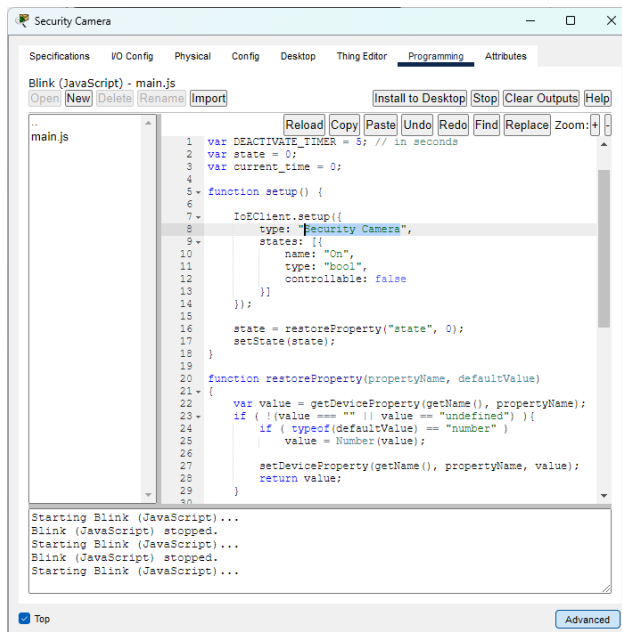 Security Camera
Specifications I/O Config Physical Config Desktop Thing Editor Programming Attributes
Blink (JavaScript) - main.js
Open New Delete Rename Import Install to Desktop Stop Clear Outputs Help
..
main.js
Reload Copy Paste Undo Redo Find Replace Zoom: + -
1 var DEACTIVATE_TIMER = 5; // in seconds
2 var state = 0;
3 var current_time = 0;
4
5 function setup() {
6
7 IoEClient.setup({
8 type: "Security Camera",
9 states: [{
10 name: "On",
11 type: "bool",
12 controllable: false
13 }]
14 });
15
16 state = restoreProperty("state", 0);
17 setState(state);
18 }
19
20 function restoreProperty(propertyName, defaultValue)
21 {
22 var value = getDeviceProperty(getName(), propertyName);
23 if ( !(value === "" || value == "undefined") ){
24 if ( typeof(defaultValue) == "number" )
25 value = Number(value);
26
27 setDeviceProperty(getName(), propertyName, value);
28 return value;
29 }
30
Starting Blink (JavaScript)...
Blink (JavaScript) stopped.
Starting Blink (JavaScript)...
Blink (JavaScript) stopped.
Starting Blink (JavaScript)...
Top Advanced